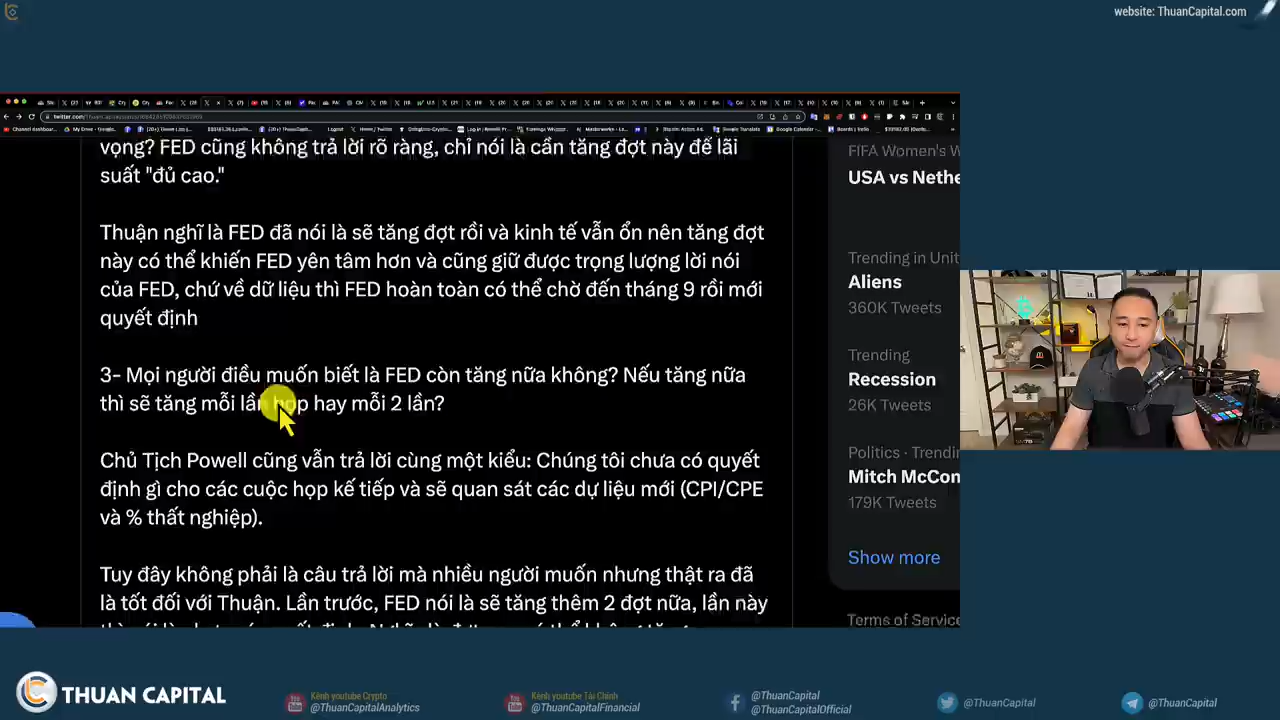 website: ThuanCapital.com
vọng? FED cũng không trả lời rõ ràng, chỉ nói là cần tăng đợt này để lãi
suất "đủ cao."
Thuận nghĩ là FED đã nói là sẽ tăng đợt rồi và kinh tế vẫn ổn nên tăng đợt
này có thể khiến FED yên tâm hơn và cũng giữ được trọng lượng lời nói
của FED, chứ về dữ liệu thì FED hoàn toàn có thể chờ đến tháng 9 rồi mới
quyết định
3- Mọi người điều muốn biết là FED còn tăng nữa không? Nếu tăng nữa
thì sẽ tăng mỗi lần họp hay mỗi 2 lần?
Chủ Tịch Powell cũng vẫn trả lời cùng một kiểu: Chúng tôi chưa có quyết
định gì cho các cuộc họp kế tiếp và sẽ quan sát các dự liệu mới (CPI/CPE
và % thất nghiệp).
Tuy đây không phải là câu trả lời mà nhiều người muốn nhưng thật ra đã
là tốt đối với Thuận. Lần trước, FED nói là sẽ tăng thêm 2 đợt nữa, lần này
FIFA Women's W
USA vs Nethe
Trending in Unit
Aliens
360K Tweets
Trending
Recession
26K Tweets
Politics · Trending
Mitch McCon
179K Tweets
Show more
Terms of Service
THUAN CAPITAL
Kênh youtube Crypto
@ThuanCapitalAnalytics
Kênh youtube Tài Chính
@ThuanCapitalFinancial
@ThuanCapital
@ThuanCapitalOfficial
@ThuanCapital
@ThuanCapital